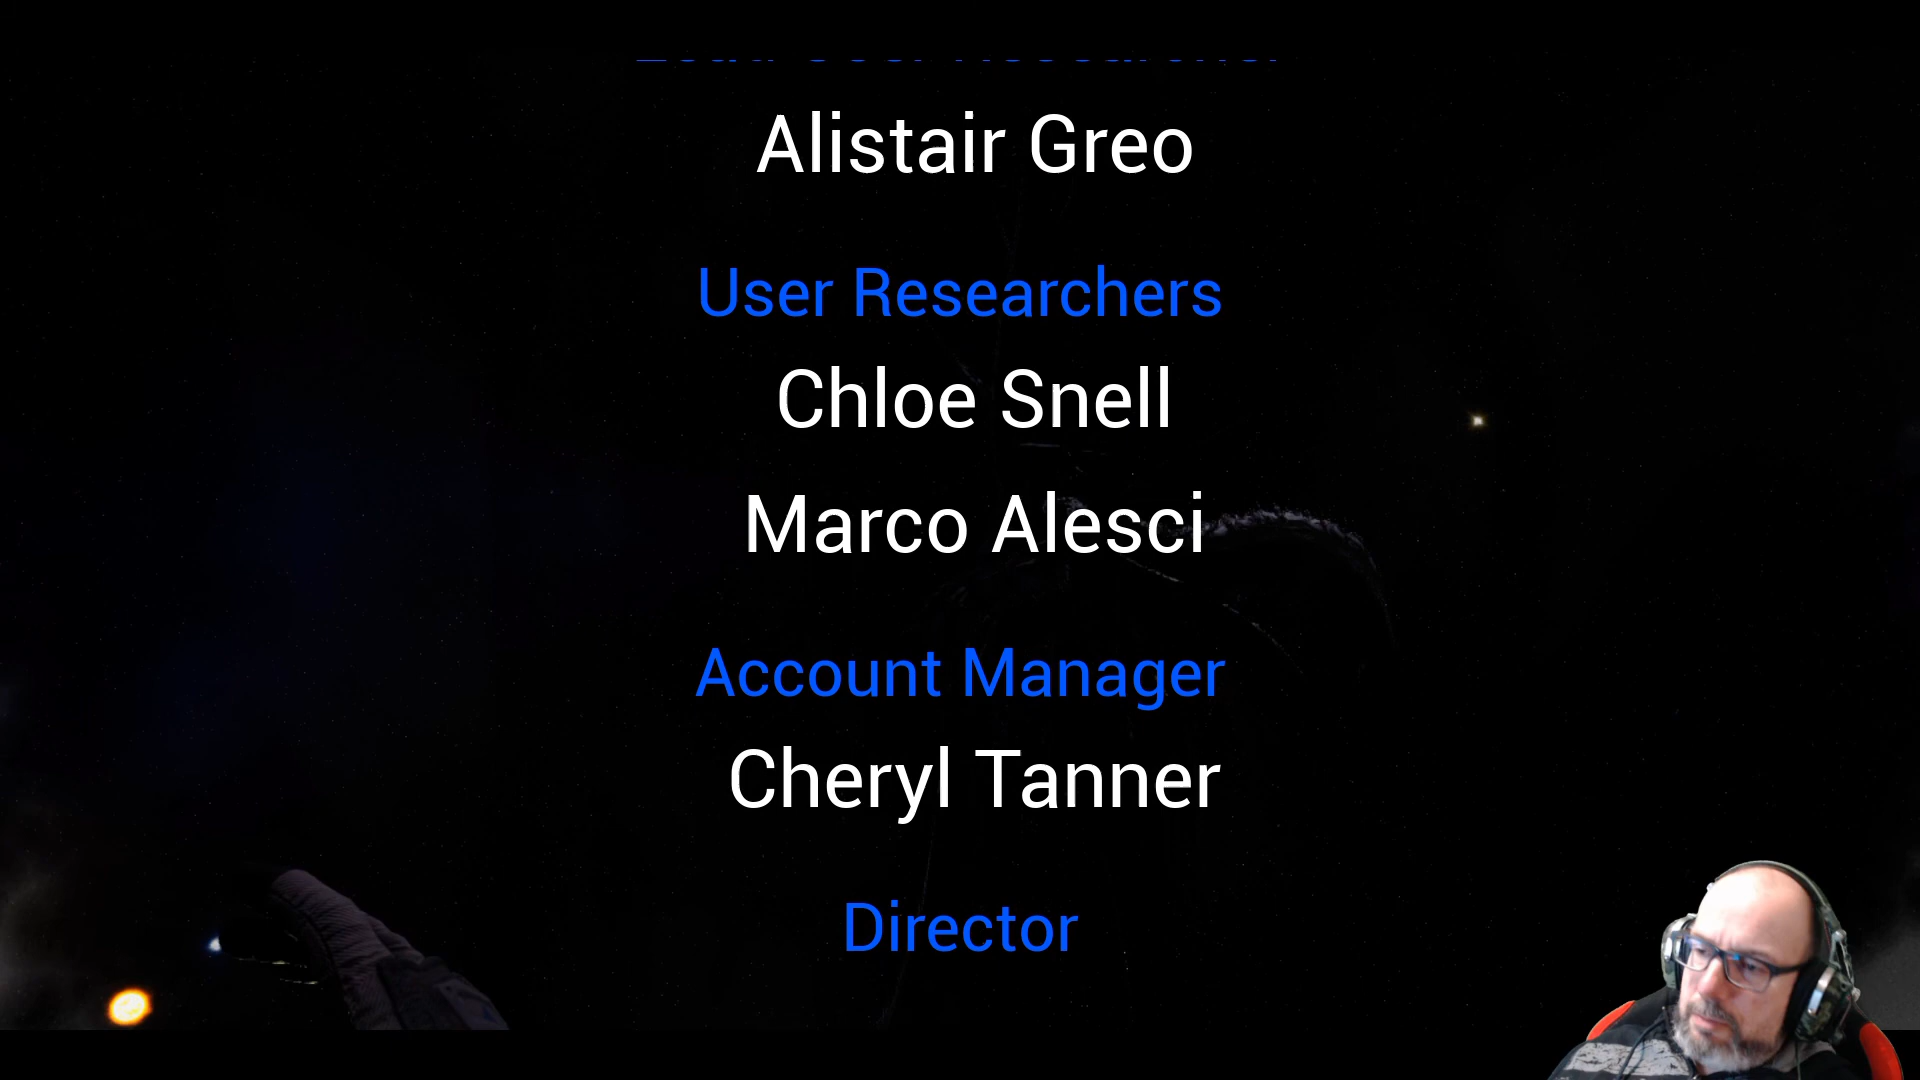 Alistair Greo
User Researchers
Chloe Snell
Marco Alesci
Account Manager
Cheryl Tanner
Director